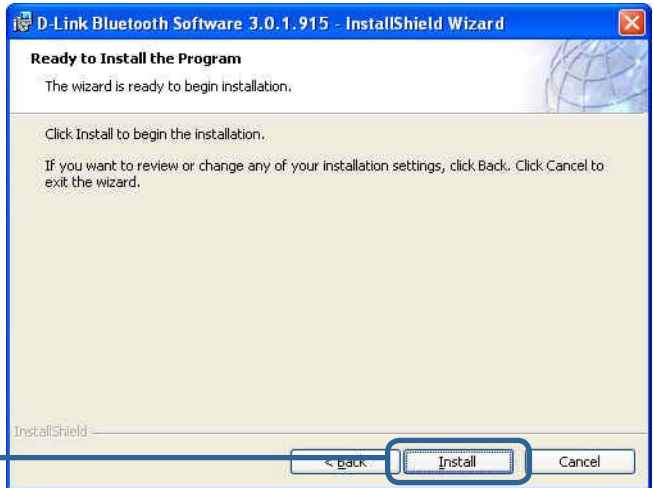 D-Link Bluetooth Software 3.0.1.915 - InstallShield Wizard
Ready to Install the Program
The wizard is ready to begin installation.
Click Install to begin the installation.
If you want to review or change any of your installation settings, click Back. Click Cancel to
exit the wizard.
InstallShield
< Back Install Cancel